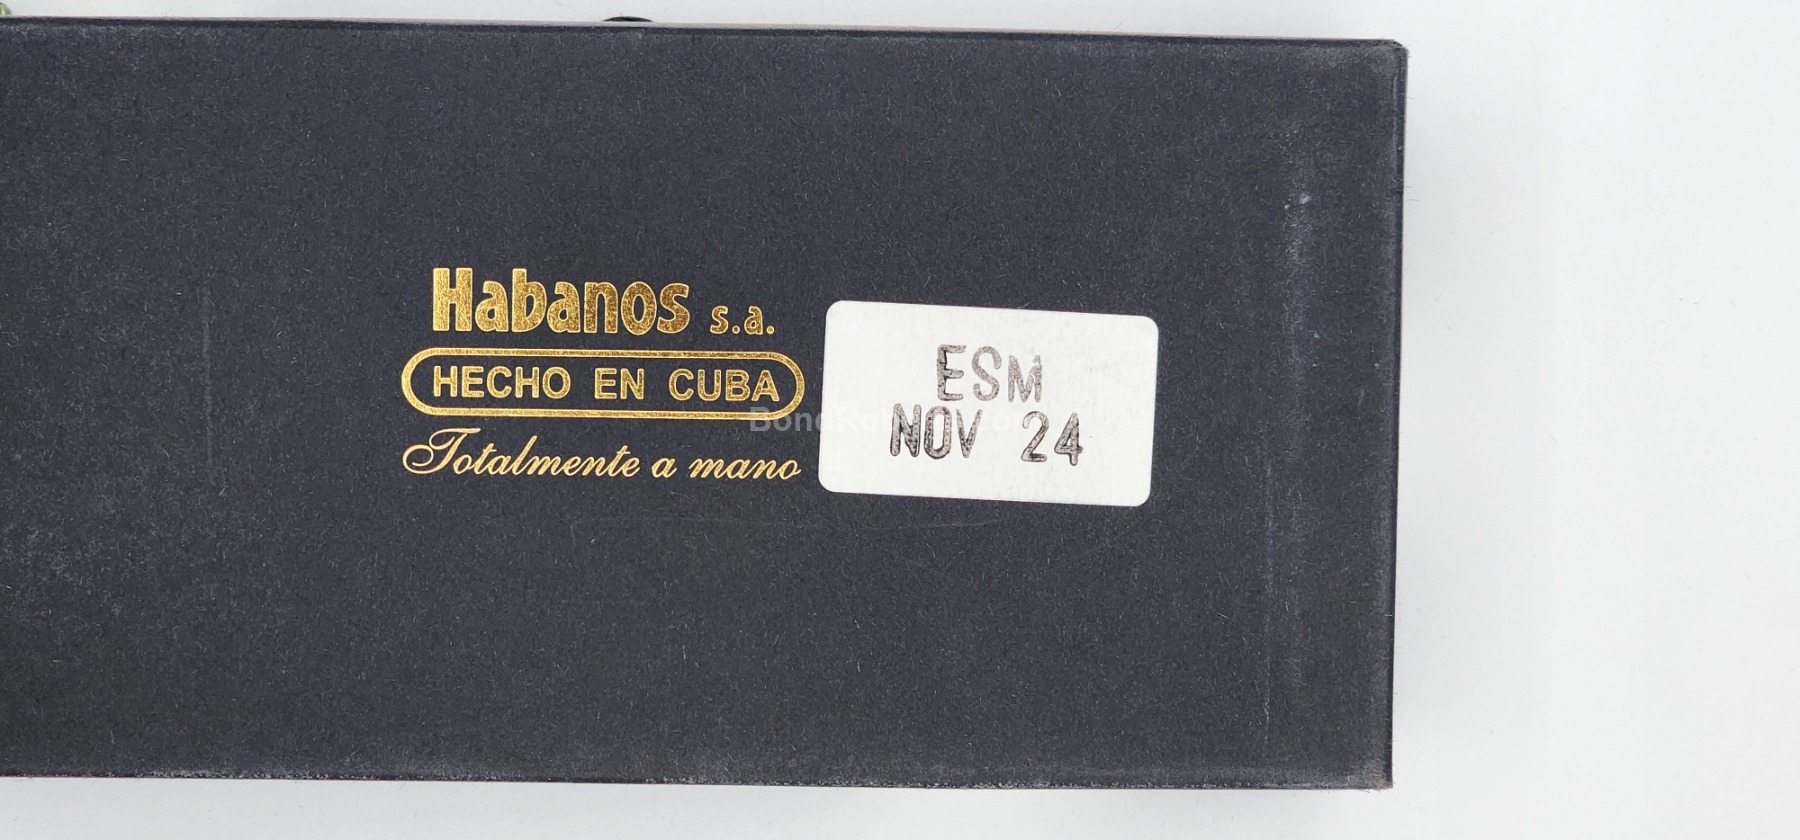 Habanos s.a.
HECHO EN CUBA
Totalmente a mano
ESM
NOV 24